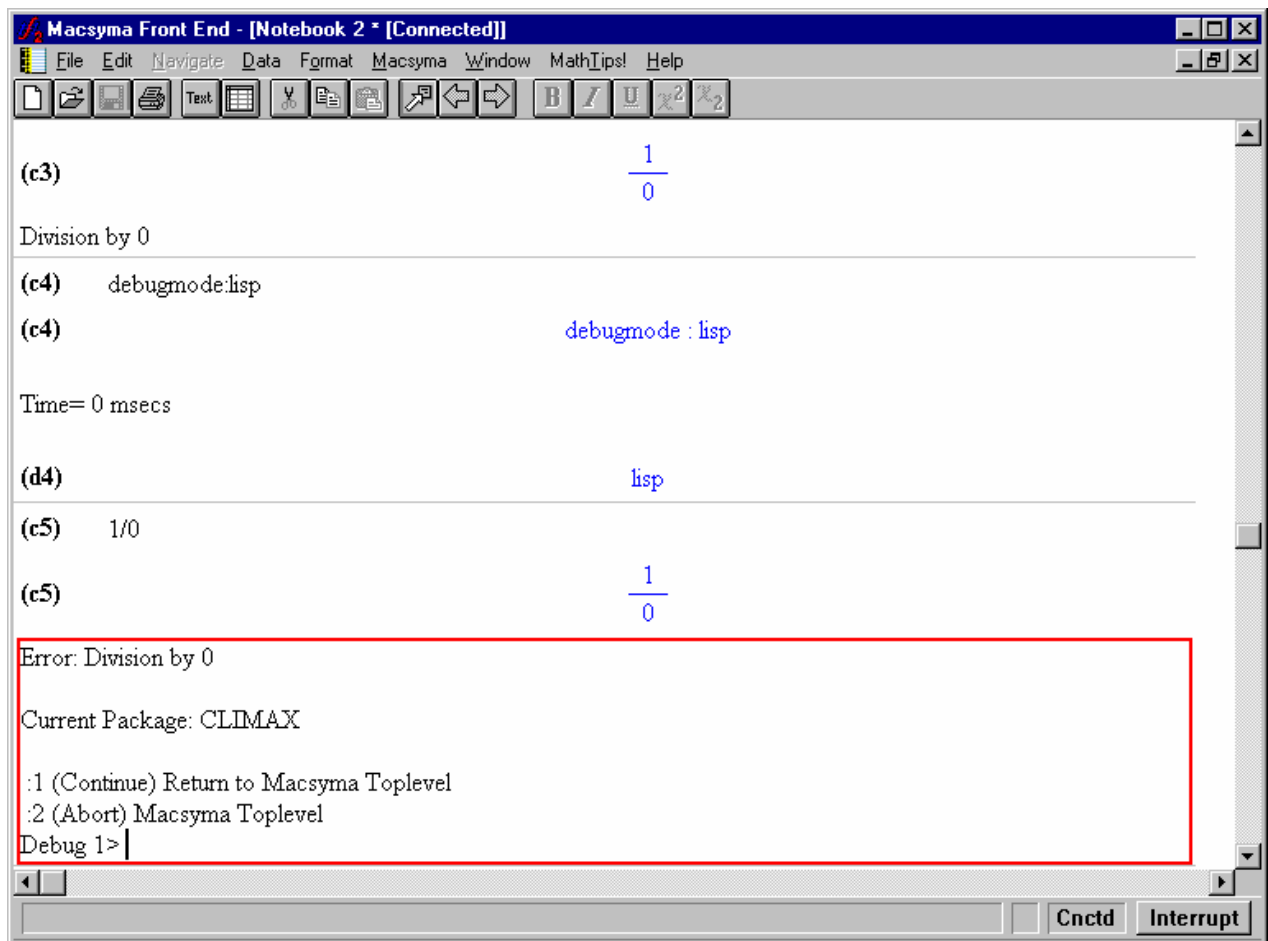 Macsyma Front End - [Notebook 2 * [Connected]]
File Edit Navigate Data Format Macsyma Window MathTips! Help
Text B I U x² x₂
(c3) 1
0
Division by 0
(c4) debugmode:lisp
(c4) debugmode : lisp
Time= 0 msecs
(d4) lisp
(c5) 1/0
(c5) 1
0
Error: Division by 0
Current Package: CLIMAX
:1 (Continue) Return to Macsyma Toplevel
:2 (Abort) Macsyma Toplevel
Debug 1>
Cnctd Interrupt